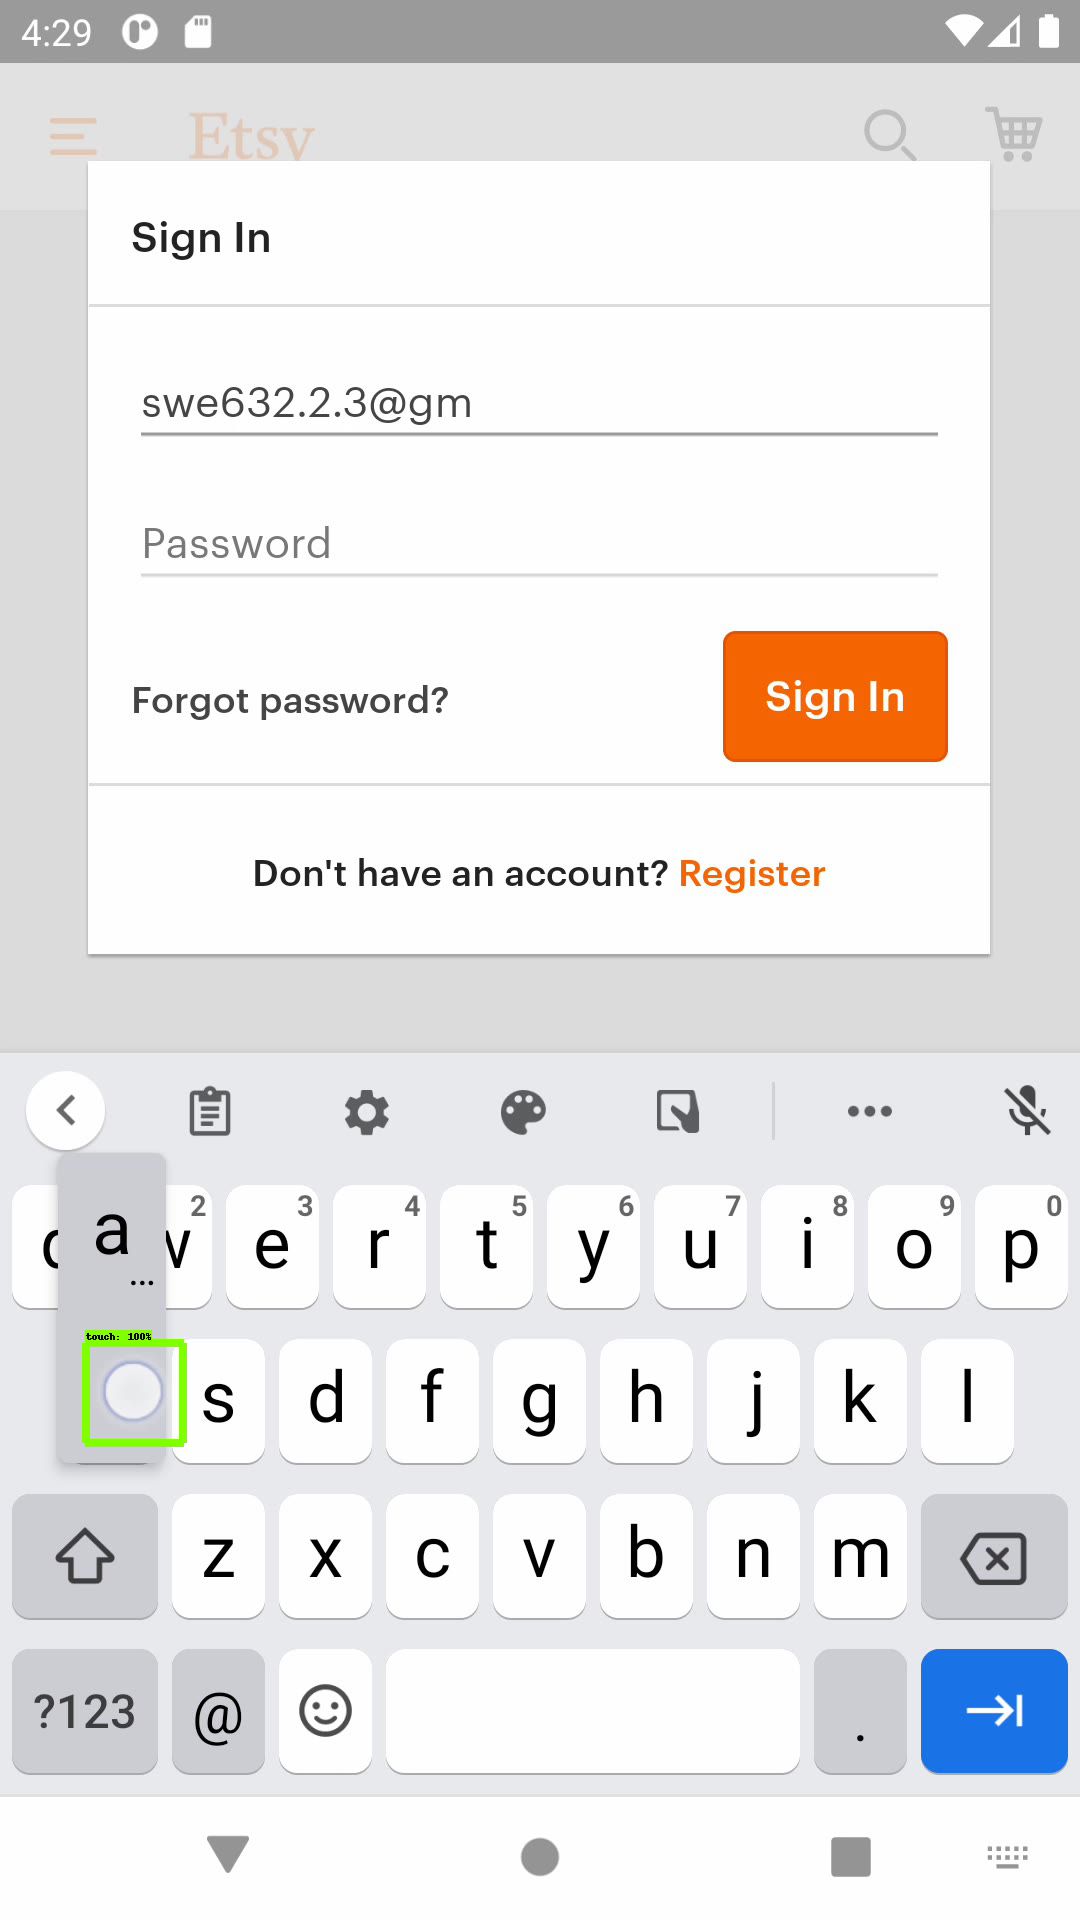 4:29
Etsy
Sign In
swe632.2.3@gm
Password
Forgot password?
Sign In
Don't have an account? Register
a
...
w 2 e 3 r 4 t 5 y 6 u 7 i 8 o 9 p 0
touch: 100%
s d f g h j k l
z x c v b n m
?123 @ .